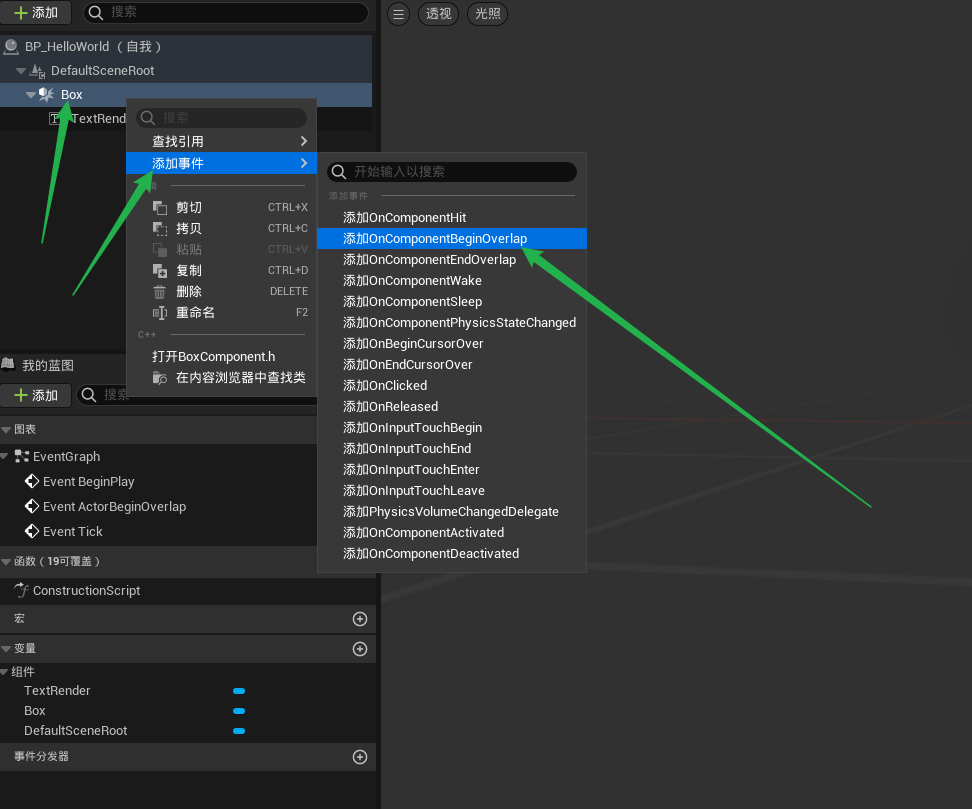 添加
搜索
透视
光照
BP_HelloWorld （自我）
DefaultSceneRoot
Box
TextRend
搜索
查找引用
添加事件
剪切 CTRL+X
拷贝 CTRL+C
粘贴 CTRL+V
复制 CTRL+D
删除 DELETE
重命名 F2
C++
打开BoxComponent.h
在内容浏览器中查找类
开始输入以搜索
添加事件
添加OnComponentHit
添加OnComponentBeginOverlap
添加OnComponentEndOverlap
添加OnComponentWake
添加OnComponentSleep
添加OnComponentPhysicsStateChanged
添加OnBeginCursorOver
添加OnEndCursorOver
添加OnClicked
添加OnReleased
添加OnInputTouchBegin
添加OnInputTouchEnd
添加OnInputTouchEnter
添加OnInputTouchLeave
添加PhysicsVolumeChangedDelegate
添加OnComponentActivated
添加OnComponentDeactivated
我的蓝图
添加
搜索
图表
EventGraph
Event BeginPlay
Event ActorBeginOverlap
Event Tick
函数（19可覆盖）
ConstructionScript
宏
变量
组件
TextRender
Box
DefaultSceneRoot
事件分发器